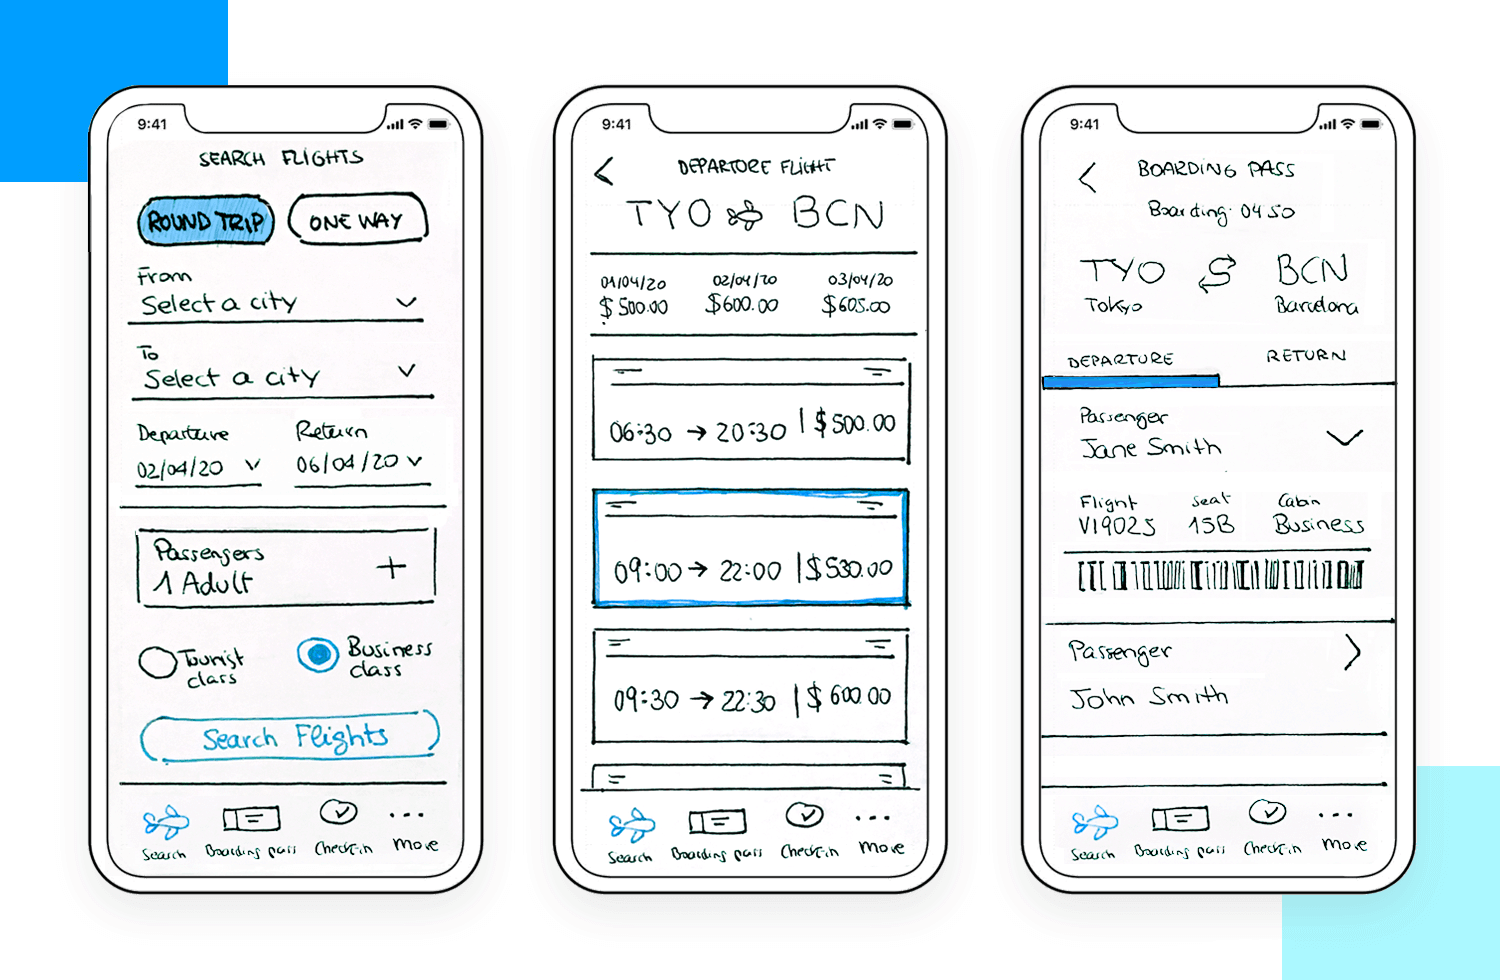 9:41
SEARCH FLIGHTS
ROUND TRIP ONE WAY
From
Select a city
To
Select a city
Departure Return
02/04/20 06/04/20
Passengers
1 Adult
Tourist class Business class
Search Flights
Search Boarding pass Check-in More
9:41
DEPARTURE FLIGHT
TYO BCN
01/04/20 02/04/20 03/04/20
$500.00 $600.00 $605.00
06:30 → 20:30 | $500.00
09:00 → 22:00 | $530.00
09:30 → 22:30 | $600.00
Search Boarding pass Check-in More
9:41
BOARDING PASS
Boarding: 04:50
TYO BCN
Tokyo Barcelona
DEPARTURE RETURN
Passenger
Jane Smith
Flight Seat Cabin
VI9025 15B Business
Passenger
John Smith
Search Boarding pass Check-in More